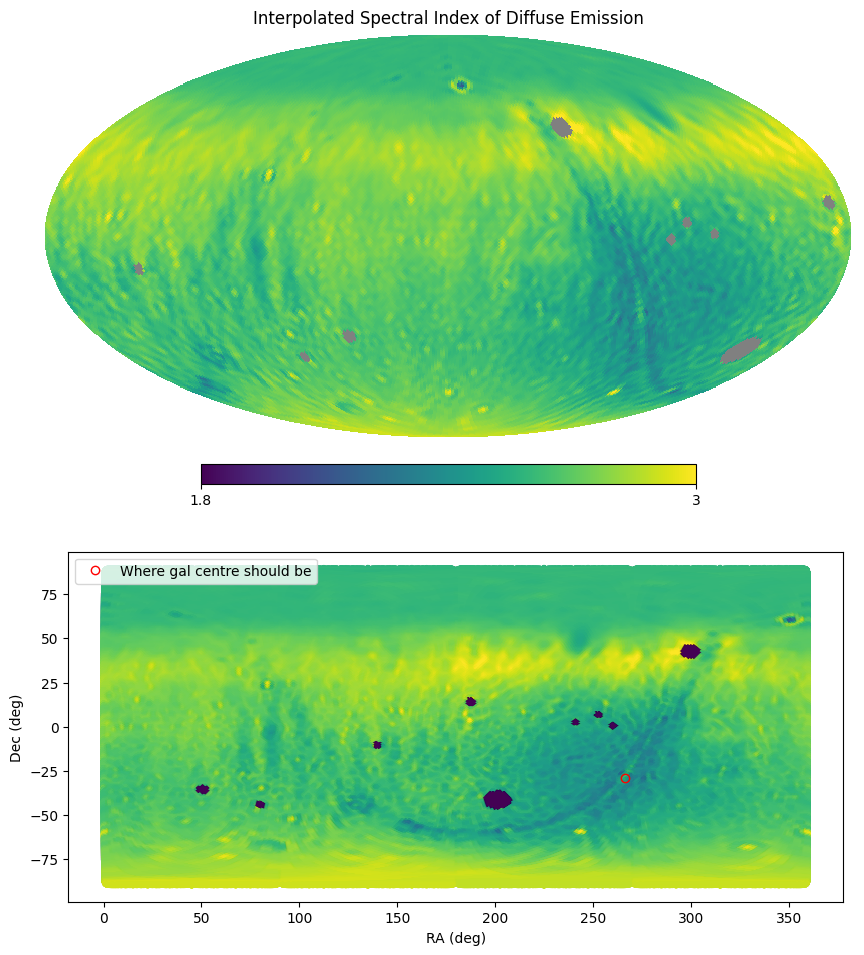 Interpolated Spectral Index of Diffuse Emission
1.8 3
Where gal centre should be
75
50
25
0
−25
−50
−75
Dec (deg)
0 50 100 150 200 250 300 350
RA (deg)